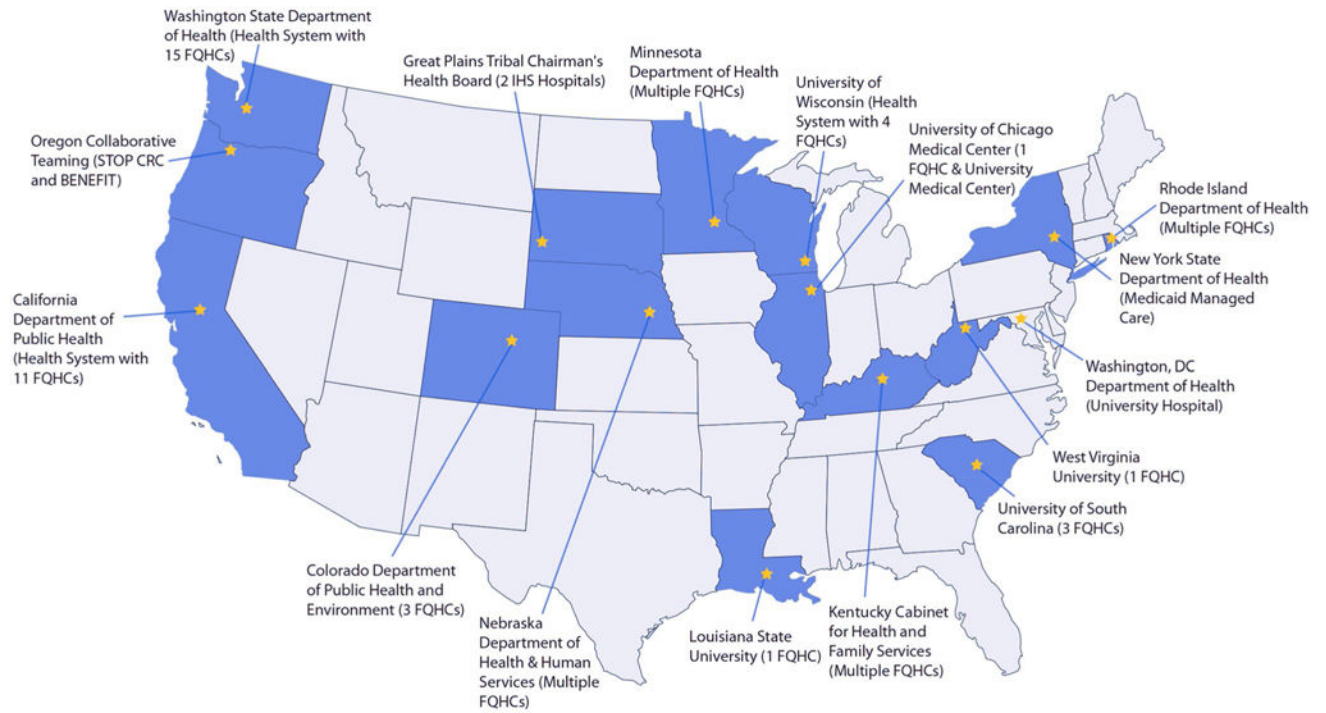 Washington State Department
of Health (Health System with
15 FQHCs)
Great Plains Tribal Chairman's
Health Board (2 IHS Hospitals)
Minnesota
Department of Health
(Multiple FQHCs)
University of
Wisconsin (Health
System with 4
FQHCs)
University of Chicago
Medical Center (1
FQHC & University
Medical Center)
Oregon Collaborative
Teaming (STOP CRC
and BENEFIT)
Rhode Island
Department of Health
(Multiple FQHCs)
New York State
Department of Health
(Medicaid Managed
Care)
California
Department of
Public Health
(Health System with
11 FQHCs)
Washington, DC
Department of Health
(University Hospital)
West Virginia
University (1 FQHC)
University of South
Carolina (3 FQHCs)
Colorado Department
of Public Health and
Environment (3 FQHCs)
Nebraska
Department of
Health & Human
Services (Multiple
FQHCs)
Louisiana State
University (1 FQHC)
Kentucky Cabinet
for Health and
Family Services
(Multiple FQHCs)